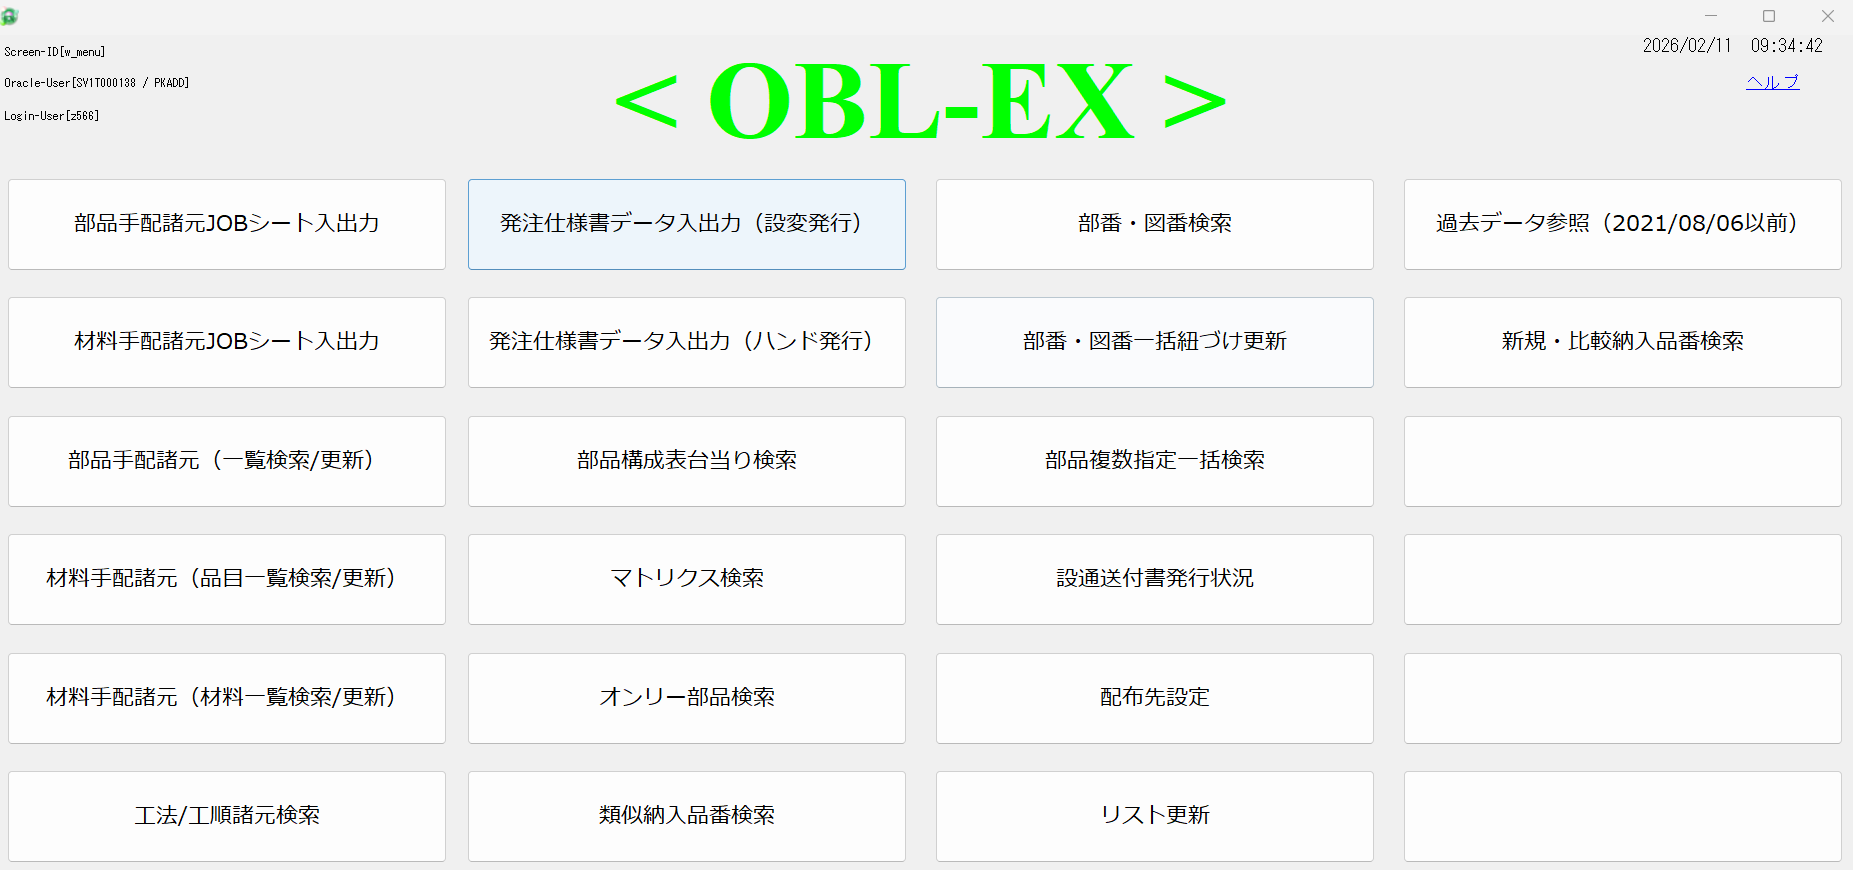 Screen-ID[w_menu]
2026/02/11 09:34:42
Oracle-User[SV1T000138 / PKADD]
ヘルプ
Login-User[z566]
< OBL-EX >
部品手配諸元JOBシート入出力
発注仕様書データ入出力（設変発行）
部番・図番検索
過去データ参照（2021/08/06以前）
材料手配諸元JOBシート入出力
発注仕様書データ入出力（ハンド発行）
部番・図番一括紐づけ更新
新規・比較納入品番検索
部品手配諸元（一覧検索/更新）
部品構成表台当り検索
部品複数指定一括検索
材料手配諸元（品目一覧検索/更新）
マトリクス検索
設通送付書発行状況
材料手配諸元（材料一覧検索/更新）
オンリー部品検索
配布先設定
工法/工順諸元検索
類似納入品番検索
リスト更新